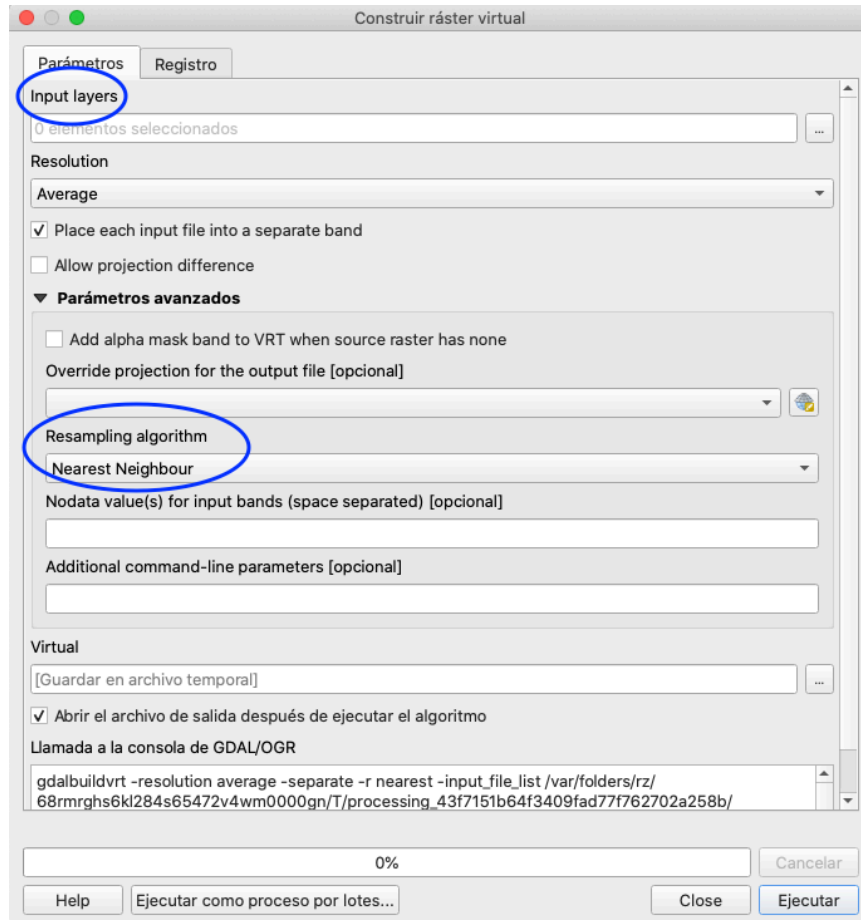 Construir ráster virtual
Parámetros
Registro
Input layers
0 elementos seleccionados
...
Resolution
Average
Place each input file into a separate band
Allow projection difference
Parámetros avanzados
Add alpha mask band to VRT when source raster has none
Override projection for the output file [opcional]
Resampling algorithm
Nearest Neighbour
Nodata value(s) for input bands (space separated) [opcional]
Additional command-line parameters [opcional]
Virtual
[Guardar en archivo temporal]
...
Abrir el archivo de salida después de ejecutar el algoritmo
Llamada a la consola de GDAL/OGR
gdalbuildvrt -resolution average -separate -r nearest -input_file_list /var/folders/rz/
68rmrghs6kl284s65472v4wm0000gn/T/processing_43f7151b64f3409fad77f762702a258b/
0%
Cancelar
Help
Ejecutar como proceso por lotes...
Close
Ejecutar